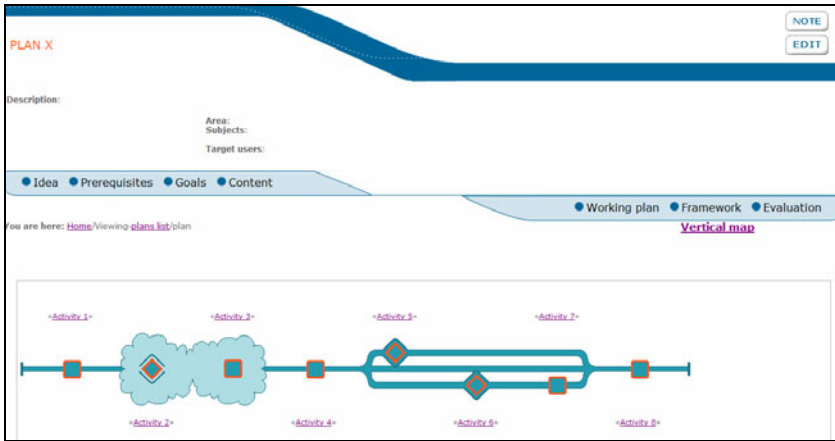 NOTE
PLAN X
EDIT
Description:
Area:
Subjects:
Target users:
Idea Prerequisites Goals Content
Working plan Framework Evaluation
You are here: Home/Viewing-plans list/plan
Vertical map
«Activity 1» «Activity 3» «Activity 5» «Activity 7»
«Activity 2» «Activity 4» «Activity 6» «Activity 8»